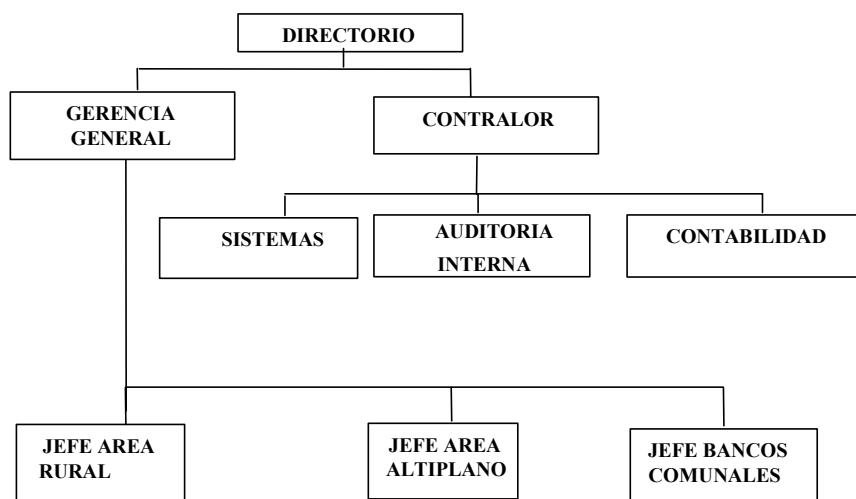 DIRECTORIO
GERENCIA
GENERAL
CONTRALOR
SISTEMAS
AUDITORIA
INTERNA
CONTABILIDAD
JEFE AREA
RURAL
JEFE AREA
ALTIPLANO
JEFE BANCOS
COMUNALES